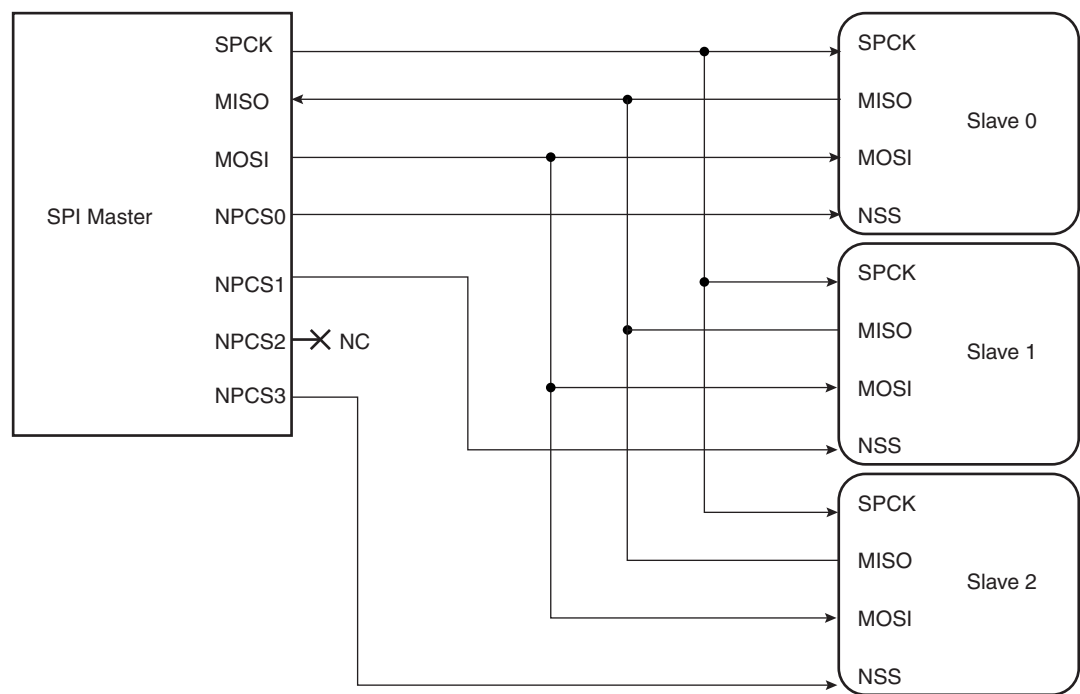 SPI Master
SPCK
MISO
MOSI
NPCS0
NPCS1
NPCS2
NC
NPCS3
SPCK
MISO
Slave 0
MOSI
NSS
SPCK
MISO
Slave 1
MOSI
NSS
SPCK
MISO
Slave 2
MOSI
NSS